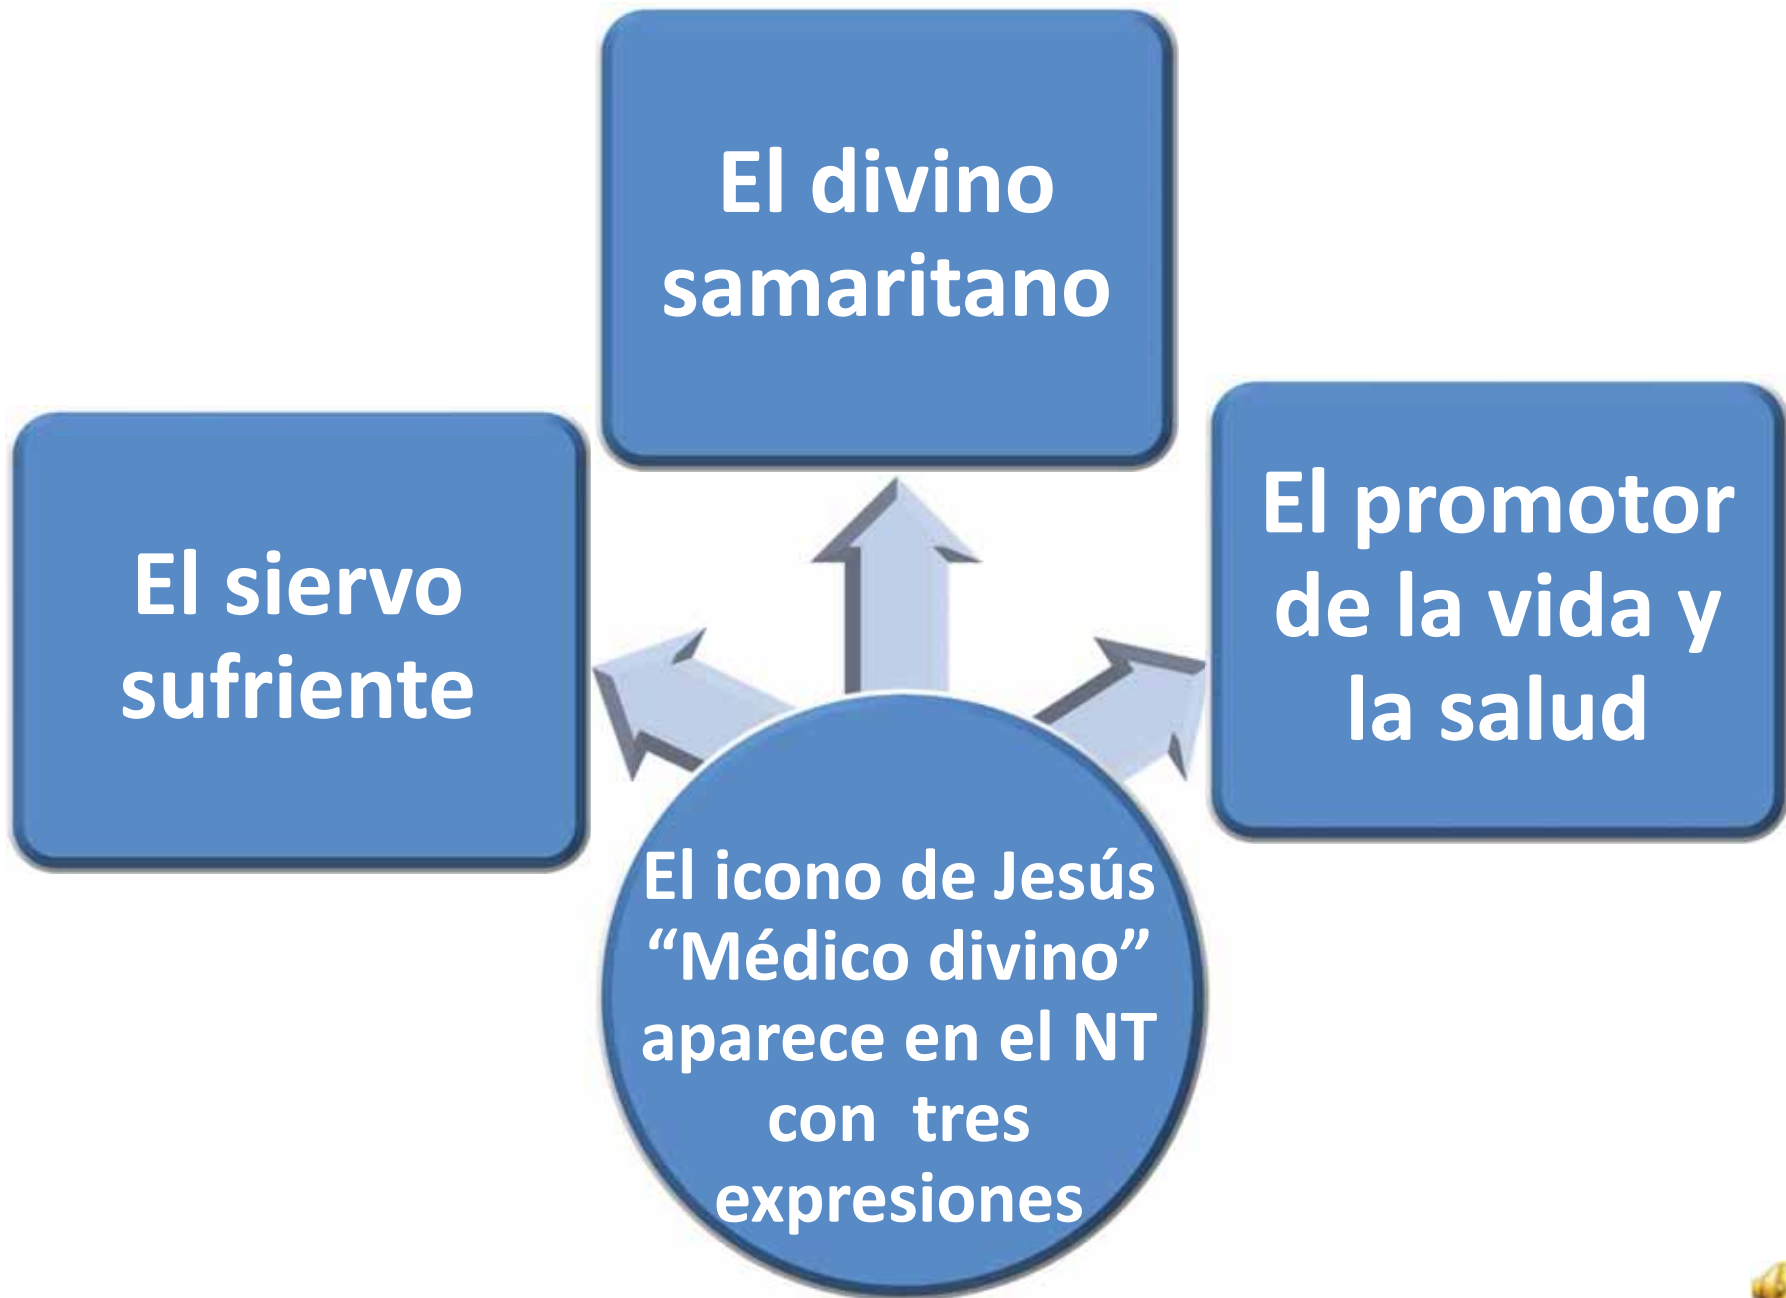 El divino
samaritano
El siervo
sufriente
El promotor
de la vida y
la salud
El icono de Jesús
“Médico divino”
aparece en el NT
con  tres
expresiones